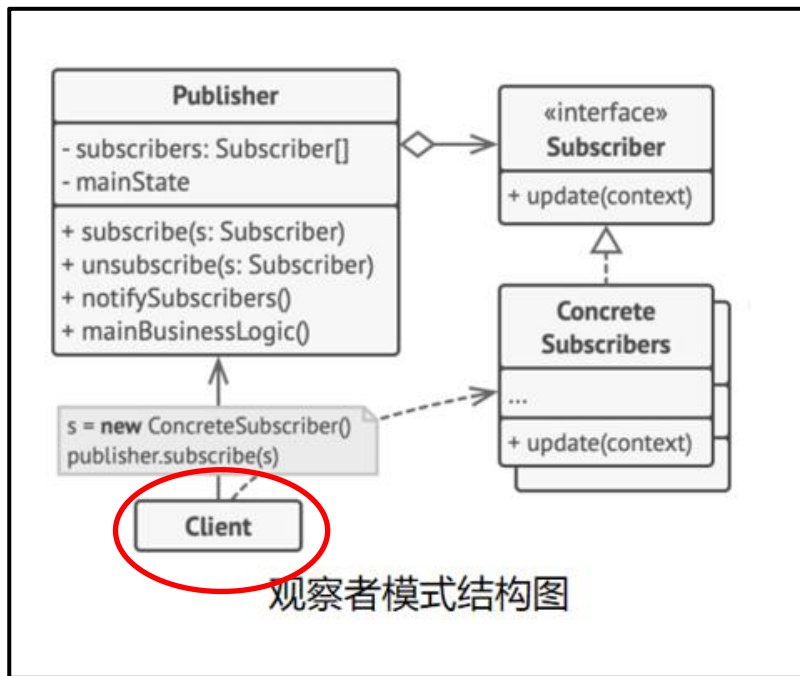 Publisher
- subscribers: Subscriber[]
- mainState
+ subscribe(s: Subscriber)
+ unsubscribe(s: Subscriber)
+ notifySubscribers()
+ mainBusinessLogic()
«interface»
Subscriber
+ update(context)
Concrete
Subscribers
...
+ update(context)
s = new ConcreteSubscriber()
publisher.subscribe(s)
Client
观察者模式结构图